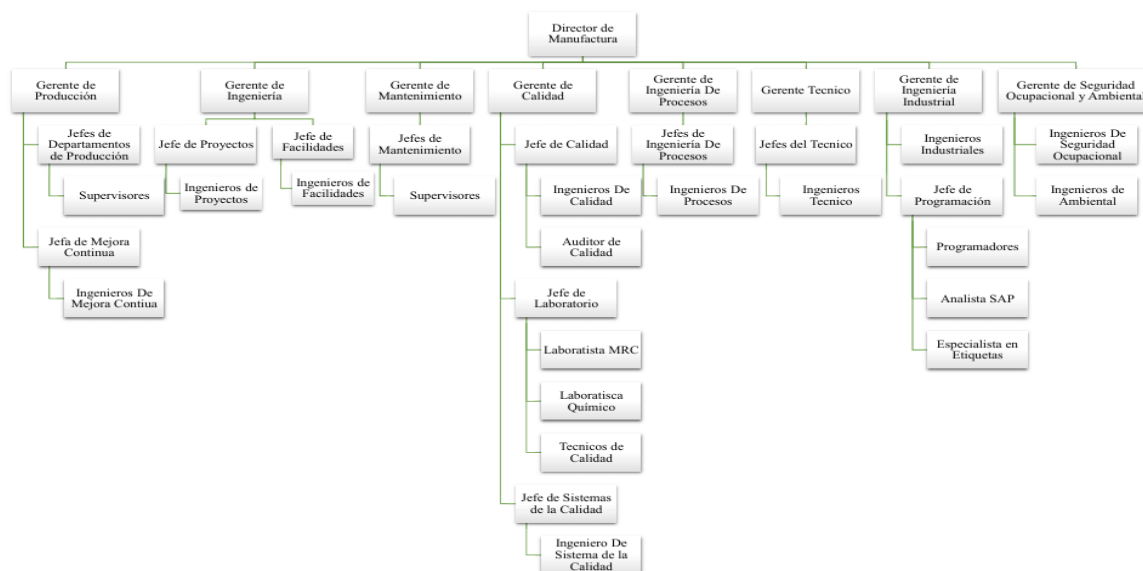 Director de
Manufactura
Gerente de
Producción
Gerente de
Ingeniería
Gerente de
Mantenimiento
Gerente de
Calidad
Gerente de
Ingeniería De
Procesos
Gerente Tecnico
Gerente de
Ingeniería
Industrial
Gerente de Seguridad
Ocupacional y Ambiental
Jefes de
Departamentos
de Producción
Jefe de Proyectos
Jefe de
Facilidades
Jefes de
Mantenimiento
Jefe de Calidad
Jefes de
Ingeniería De
Procesos
Jefes del Tecnico
Ingenieros
Industriales
Ingenieros De
Seguridad
Ocupacional
Supervisores
Ingenieros de
Proyectos
Ingenieros de
Facilidades
Supervisores
Ingenieros De
Calidad
Ingenieros De
Procesos
Ingenieros
Tecnico
Jefe de
Programación
Ingenieros de
Ambiental
Jefa de Mejora
Continua
Auditor de
Calidad
Programadores
Ingenieros De
Mejora Contiua
Jefe de
Laboratorio
Analista SAP
Laboratista MRC
Especialista en
Etiquetas
Laboratisca
Químico
Tecnicos de
Calidad
Jefe de Sistemas
de la Calidad
Ingeniero De
Sistema de la
Calidad